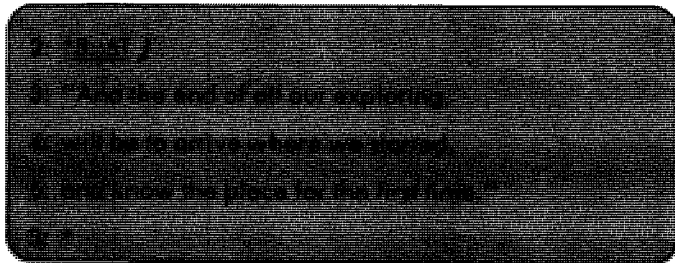 3: "And the end of all our exploring,
4: will be to arrive where we started,
5: and know the place for the first time."